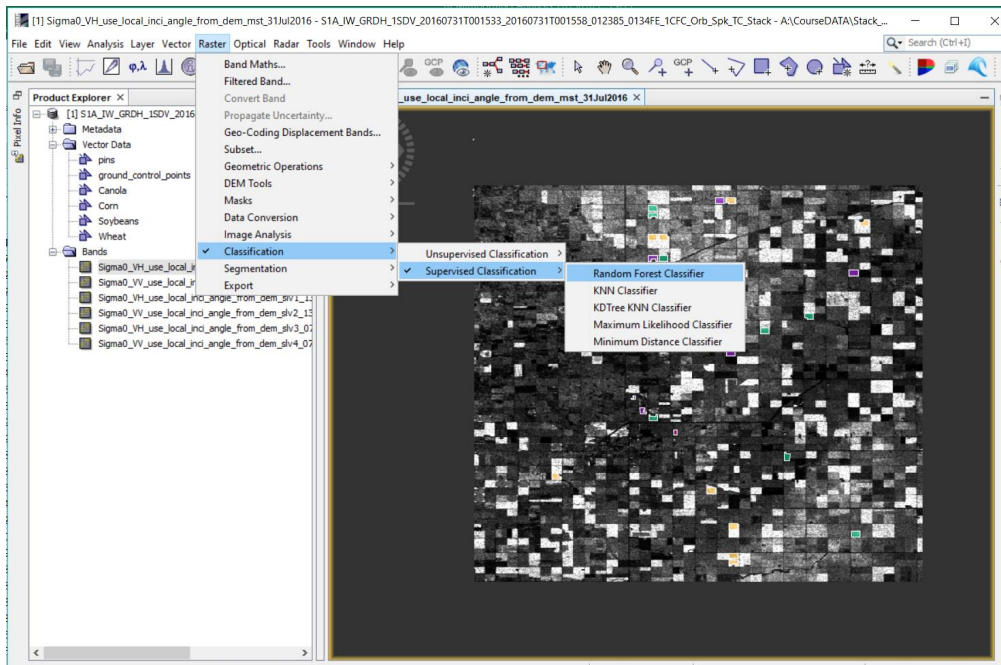 [1] Sigma0_VH_use_local_inci_angle_from_dem_mst_31Jul2016 - S1A_IW_GRDH_1SDV_20160731T001533_20160731T001558_012385_0134FE_1CFC_Orb_Spk_TC_Stack - A:\CourseDATA\Stack_...
File Edit View Analysis Layer Vector Raster Optical Radar Tools Window Help
Search (Ctrl+I)
φ,λ
GCP
GCP
Product Explorer
_use_local_inci_angle_from_dem_mst_31Jul2016
Pixel Info
[1] S1A_IW_GRDH_1SDV_2016
Metadata
Vector Data
pins
ground_control_points
Canola
Corn
Soybeans
Wheat
Bands
Sigma0_VH_use_local_i
Sigma0_VV_use_local_i
Sigma0_VH_use_local_inci_angle_from_dem_slv1_13
Sigma0_VV_use_local_inci_angle_from_dem_slv2_13
Sigma0_VH_use_local_inci_angle_from_dem_slv3_07
Sigma0_VV_use_local_inci_angle_from_dem_slv4_07
Band Maths...
Filtered Band...
Convert Band
Propagate Uncertainty...
Geo-Coding Displacement Bands...
Subset...
Geometric Operations
DEM Tools
Masks
Data Conversion
Image Analysis
Classification
Segmentation
Export
Unsupervised Classification
Supervised Classification
Random Forest Classifier
KNN Classifier
KDTree KNN Classifier
Maximum Likelihood Classifier
Minimum Distance Classifier